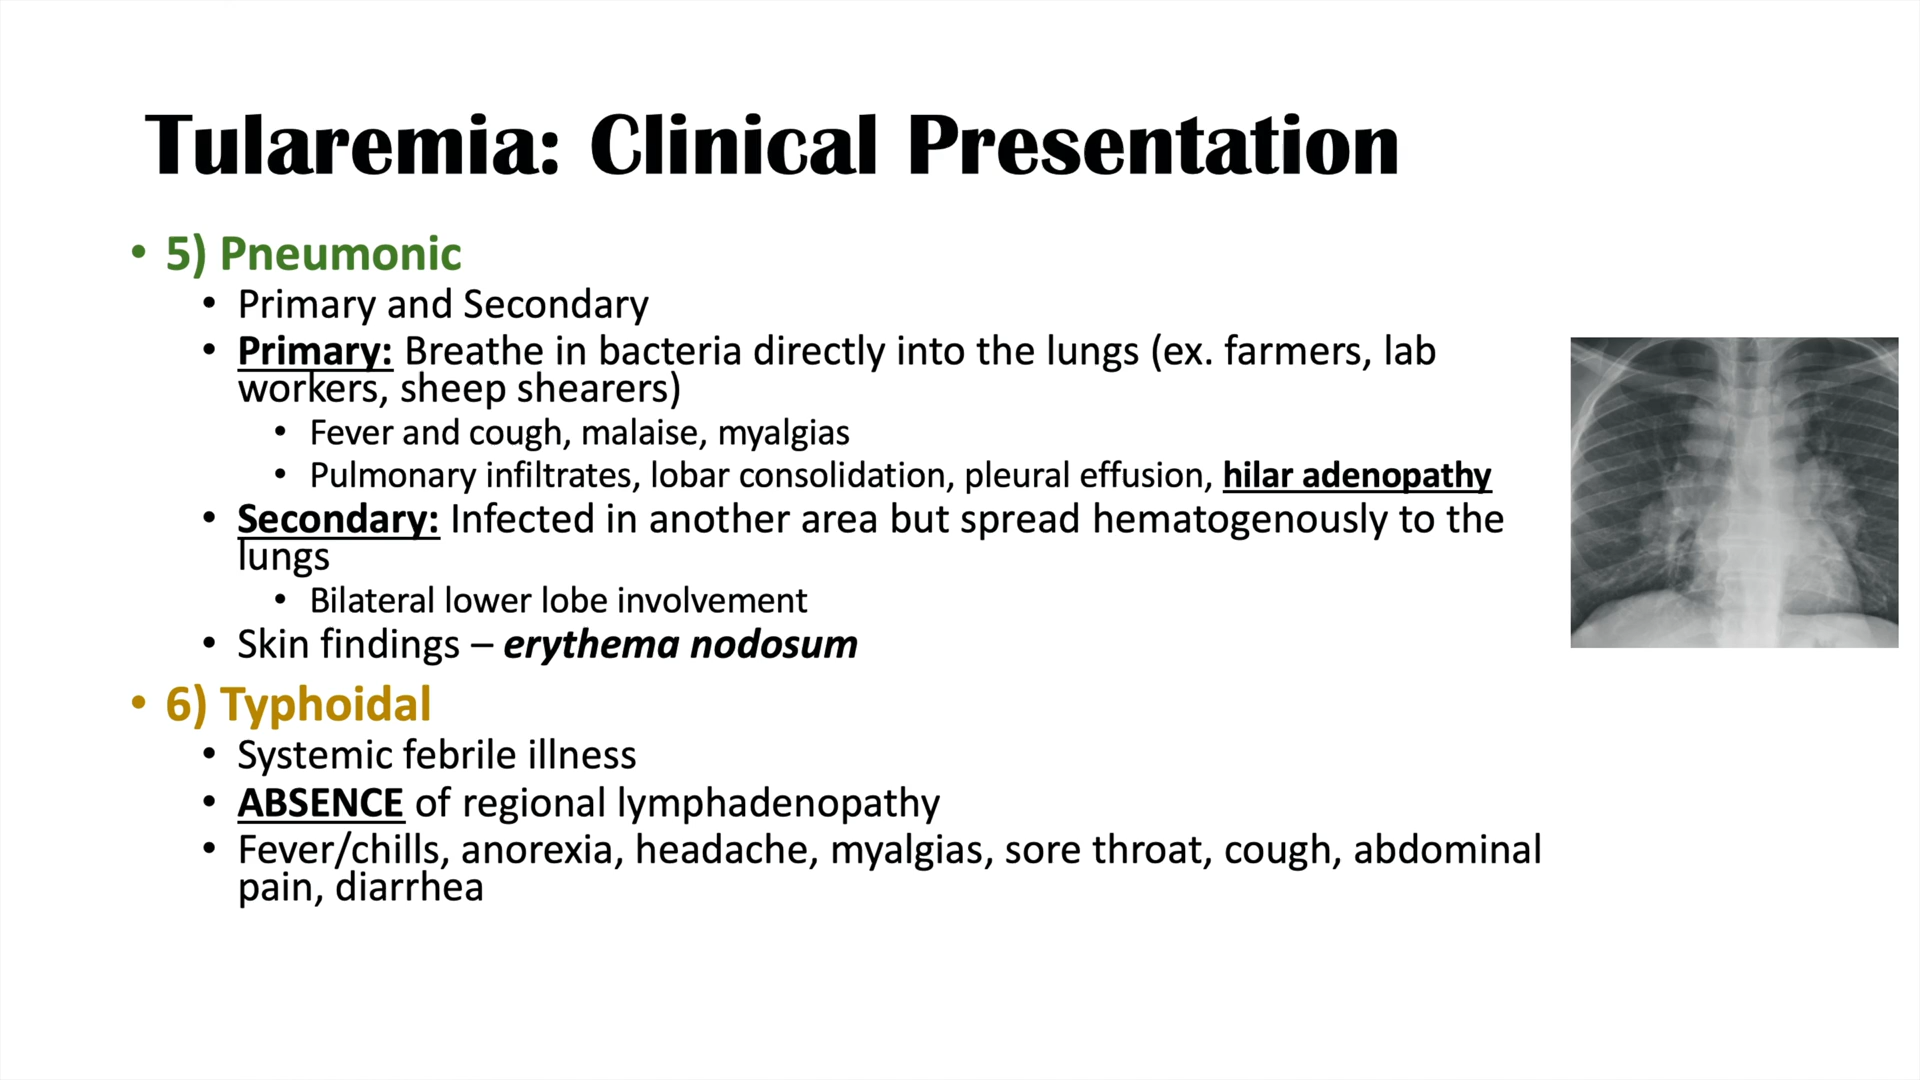 Tularemia: Clinical Presentation
• 5) Pneumonic
• Primary and Secondary
• Primary: Breathe in bacteria directly into the lungs (ex. farmers, lab
workers, sheep shearers)
• Fever and cough, malaise, myalgias
• Pulmonary infiltrates, lobar consolidation, pleural effusion, hilar adenopathy
• Secondary: Infected in another area but spread hematogenously to the
lungs
• Bilateral lower lobe involvement
• Skin findings – erythema nodosum
• 6) Typhoidal
• Systemic febrile illness
• ABSENCE of regional lymphadenopathy
• Fever/chills, anorexia, headache, myalgias, sore throat, cough, abdominal
pain, diarrhea